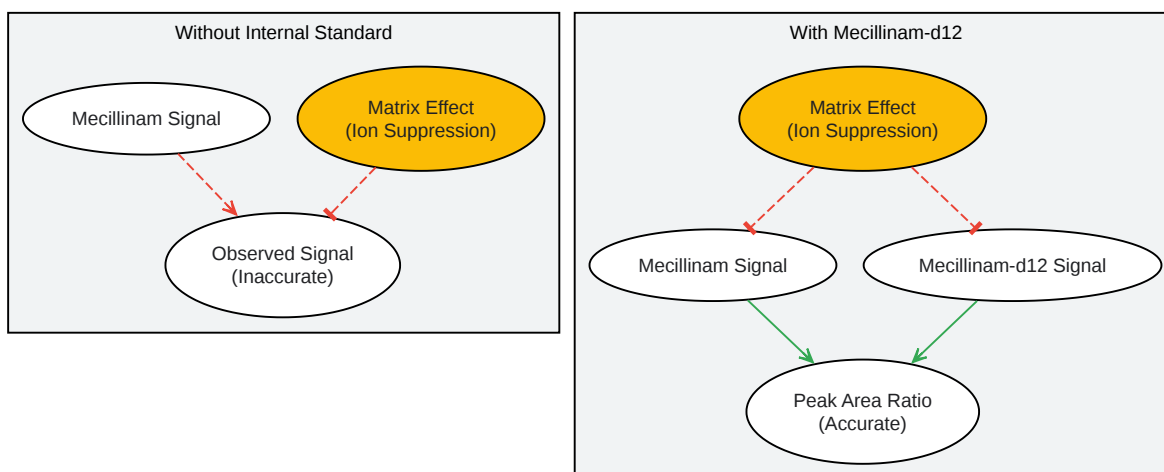 Without Internal Standard
Mecillinam Signal
Matrix Effect
(Ion Suppression)
Observed Signal
(Inaccurate)
With Mecillinam-d12
Matrix Effect
(Ion Suppression)
Mecillinam Signal
Mecillinam-d12 Signal
Peak Area Ratio
(Accurate)